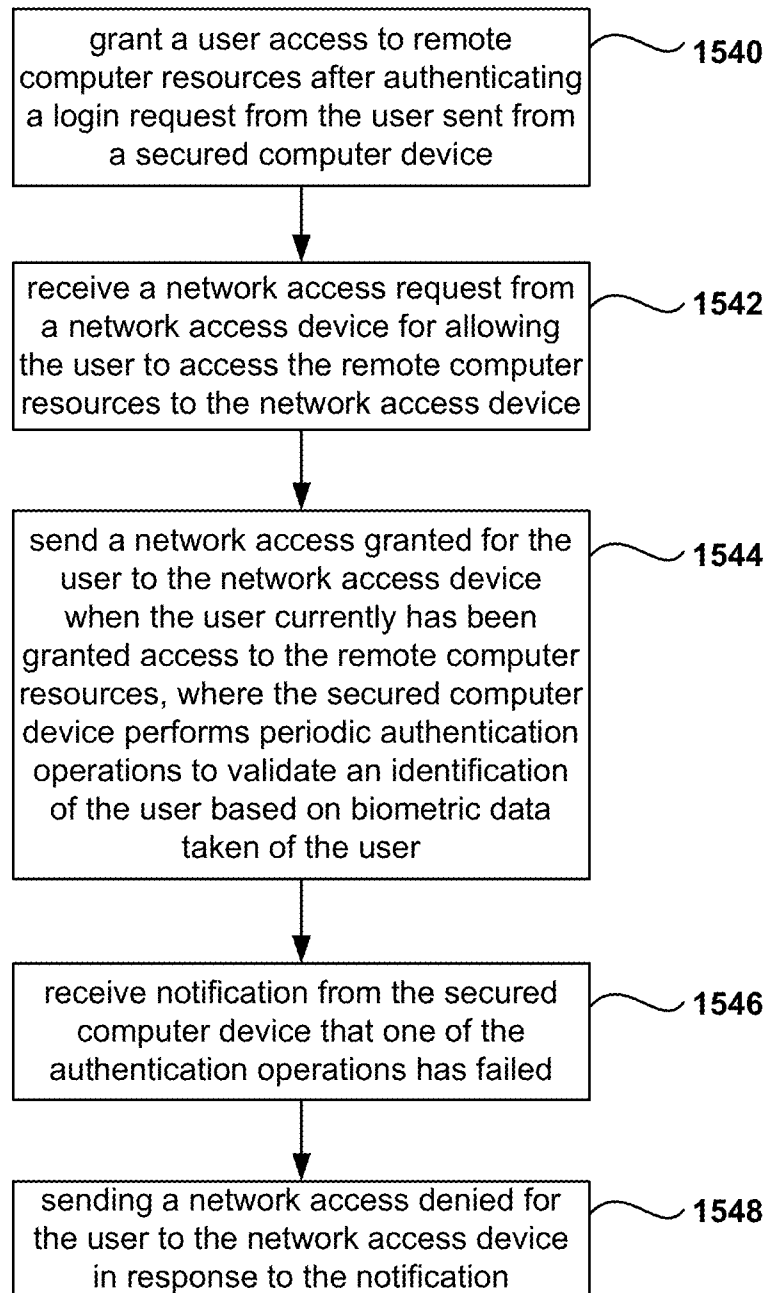 grant a user access to remote
computer resources after authenticating
a login request from the user sent from
a secured computer device
1540
receive a network access request from
a network access device for allowing
the user to access the remote computer
resources to the network access device
1542
send a network access granted for the
user to the network access device
when the user currently has been
granted access to the remote computer
resources, where the secured computer
device performs periodic authentication
operations to validate an identification
of the user based on biometric data
taken of the user
1544
receive notification from the secured
computer device that one of the
authentication operations has failed
1546
sending a network access denied for
the user to the network access device
in response to the notification
1548